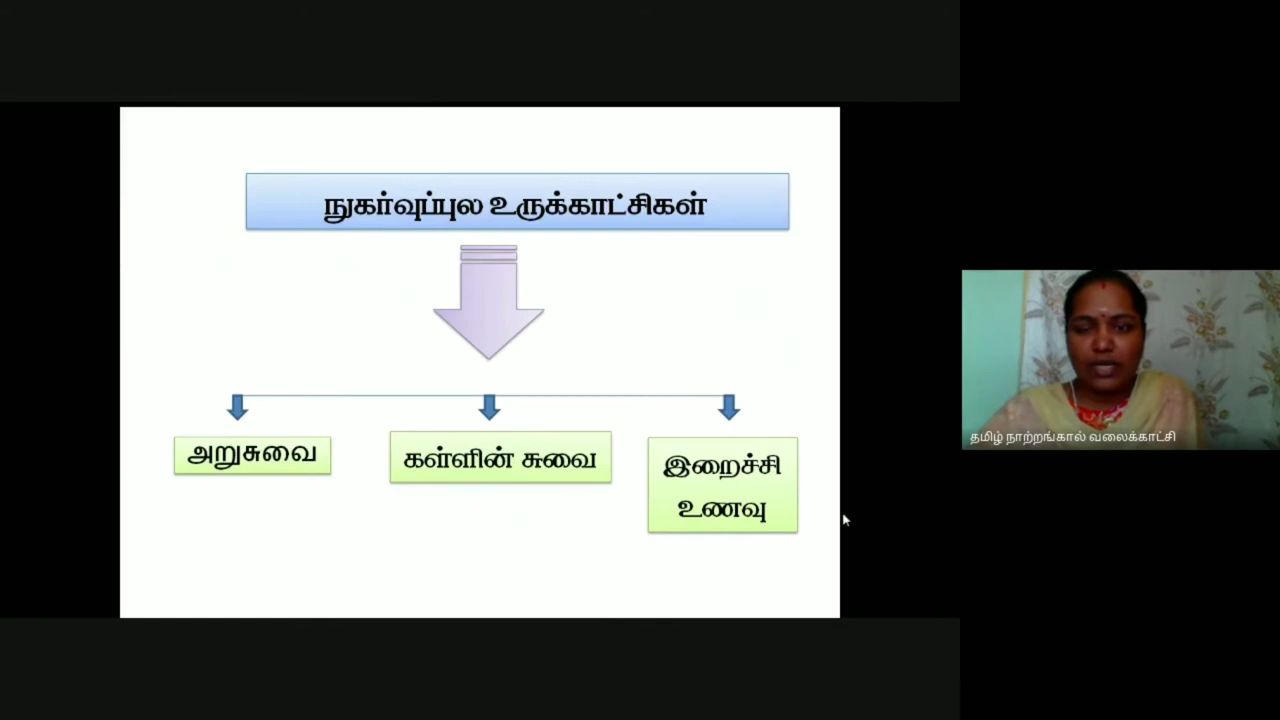 நுகர்வுப்புல உருக்காட்சிகள்
அறுசுவை
கள்ளின் சுவை
இறைச்சி
உணவு
தமிழ் நாற்றங்கால் வலைக்காட்சி